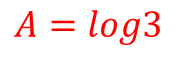 A = log3